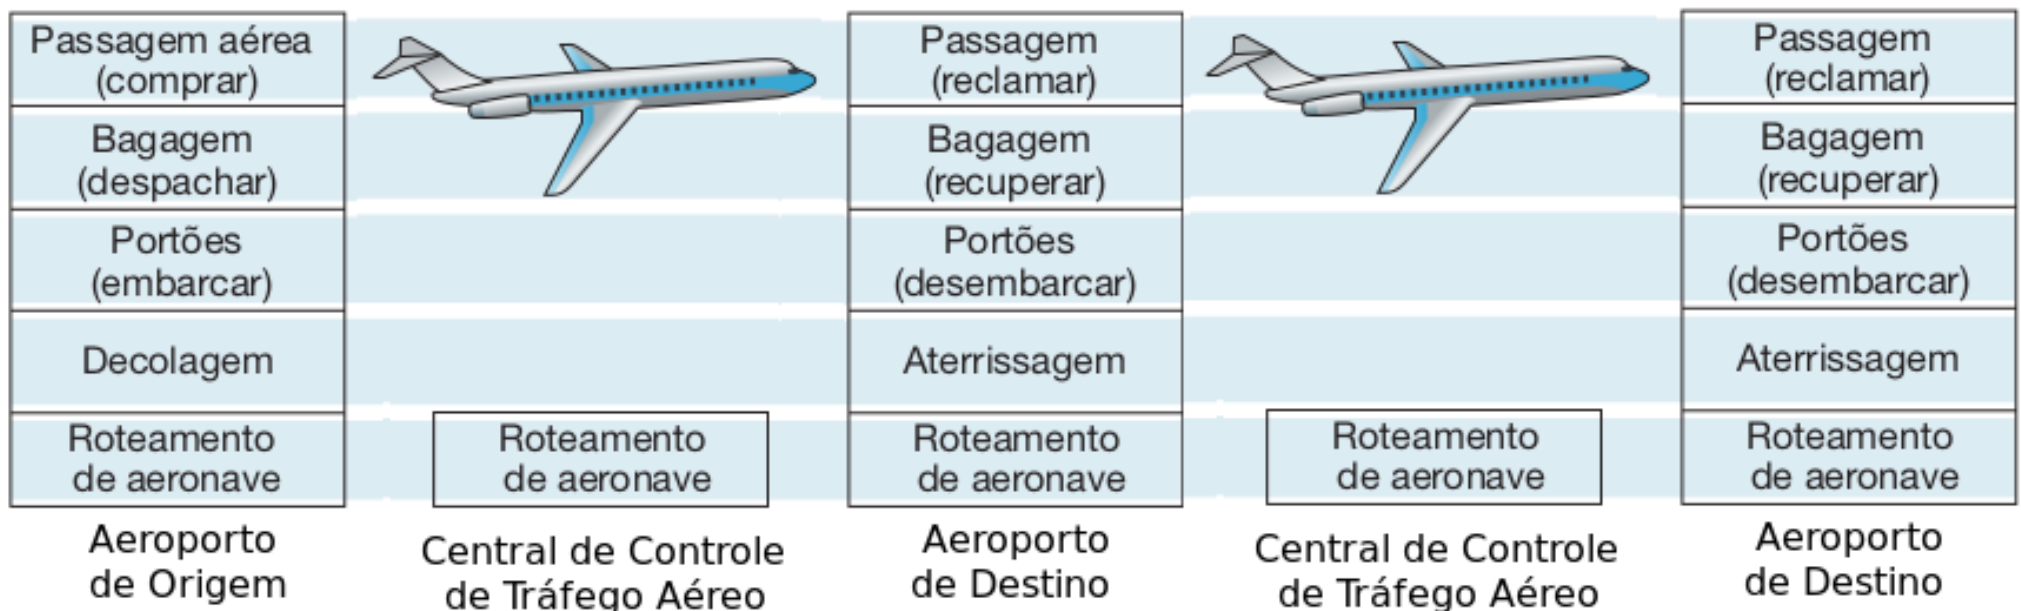 Passagem aérea
(comprar)
Bagagem
(despachar)
Portões
(embarcar)
Decolagem
Roteamento
de aeronave
Aeroporto
de Origem
Roteamento
de aeronave
Central de Controle
de Tráfego Aéreo
Passagem
(reclamar)
Bagagem
(recuperar)
Portões
(desembarcar)
Aterrissagem
Roteamento
de aeronave
Aeroporto
de Destino
Roteamento
de aeronave
Central de Controle
de Tráfego Aéreo
Passagem
(reclamar)
Bagagem
(recuperar)
Portões
(desembarcar)
Aterrissagem
Roteamento
de aeronave
Aeroporto
de Destino